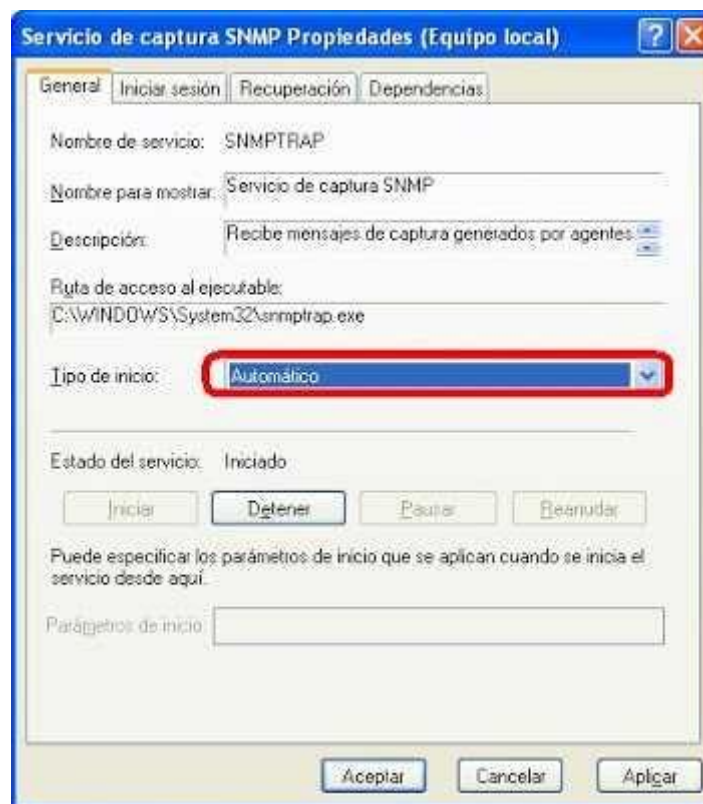 Servicio de captura SNMP Propiedades (Equipo local)
General Iniciar sesión Recuperación Dependencias
Nombre de servicio: SNMPTRAP
Nombre para mostrar: Servicio de captura SNMP
Descripción: Recibe mensajes de captura generados por agentes
Ruta de acceso al ejecutable:
C:\WINDOWS\System32\snmptrap.exe
Tipo de inicio: Automático
Estado del servicio: Iniciado
Iniciar Detener Pausar Reanudar
Puede especificar los parámetros de inicio que se aplican cuando se inicia el
servicio desde aquí.
Parámetros de inicio:
Aceptar Cancelar Aplicar